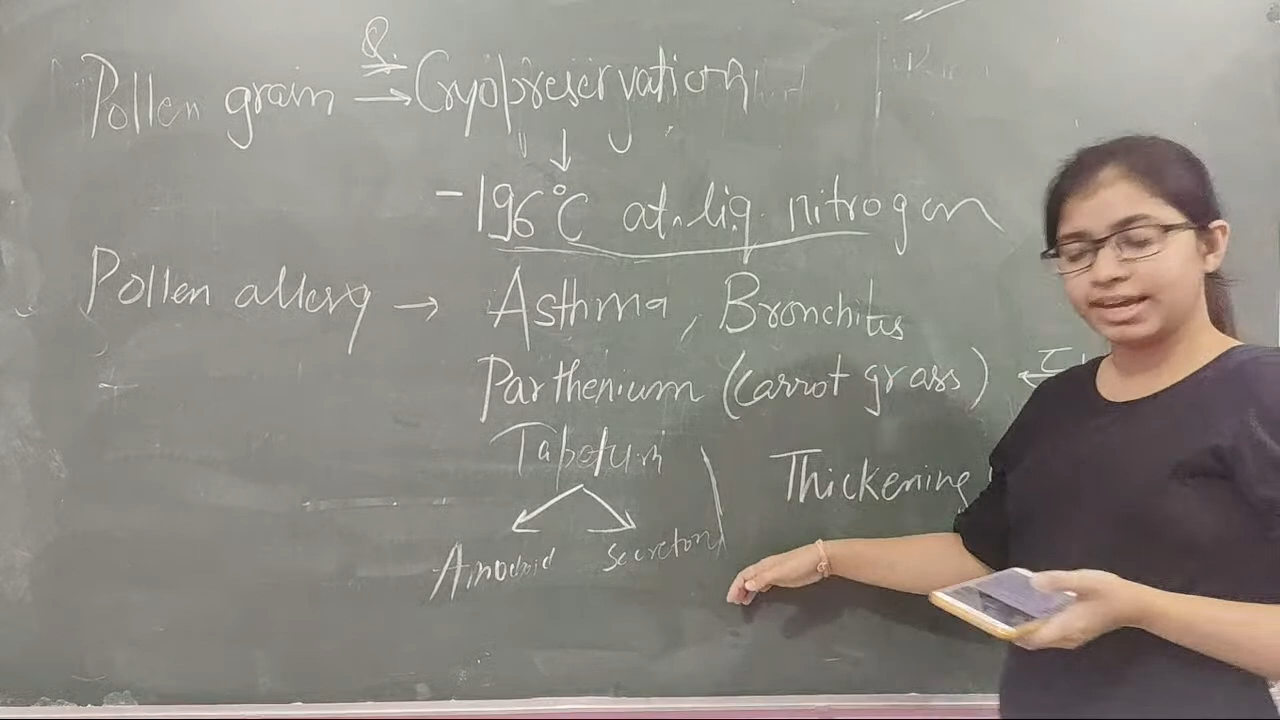 Q.
Pollen grain → Cryopreservation
↓
-196°C at liq. nitrogen
Pollen allerg → Asthma, Bronchitis
Parthenium (carrot grass) ←
Tapetum
Thickening
Amoeboid secretory